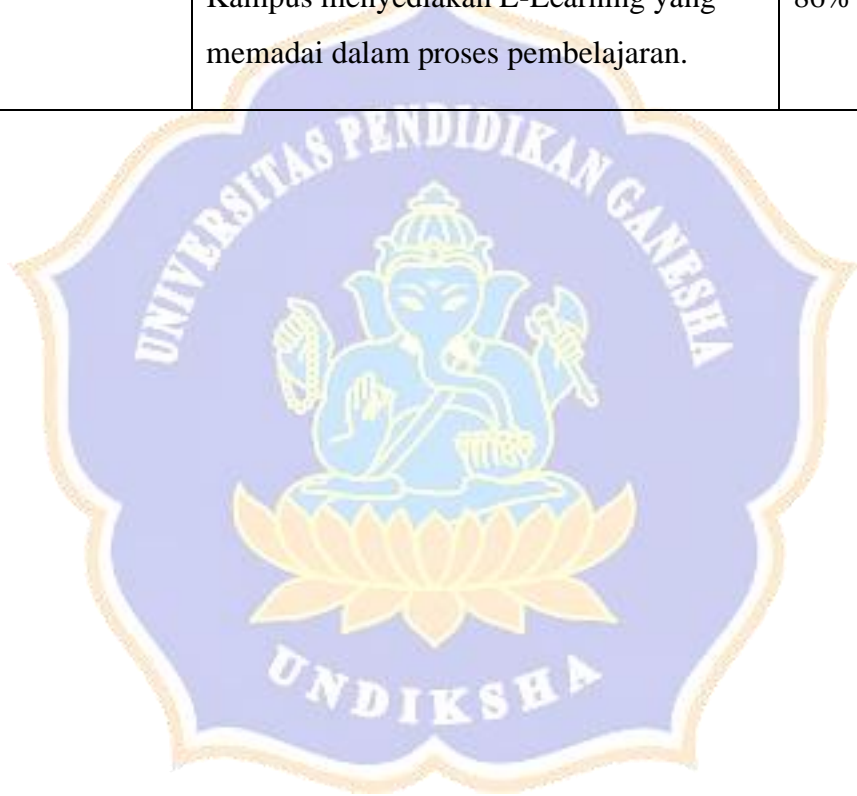 Kampus menyediakan E-Learning yang
memadai dalam proses pembelajaran.
UNIVERSITAS PENDIDIKAN GANESHA
UNDIKSHA